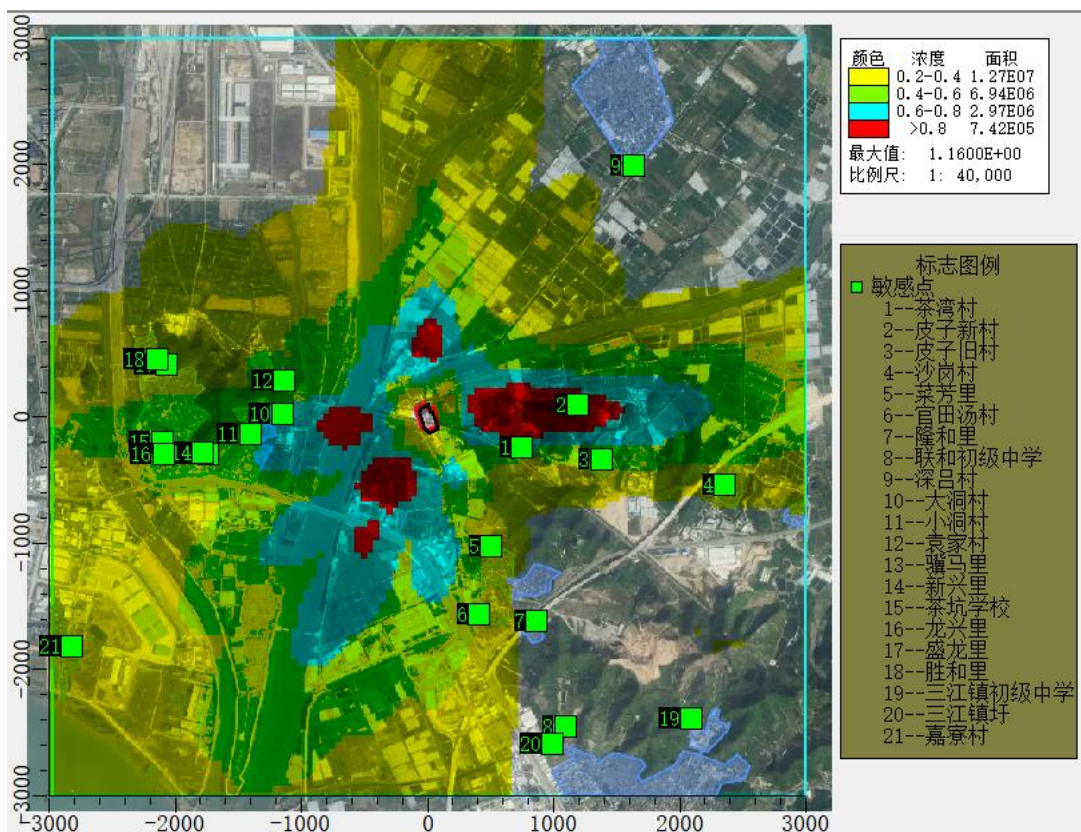 颜色 浓度 面积
0.2-0.4 1.27E07
0.4-0.6 6.94E06
0.6-0.8 2.97E06
>0.8 7.42E05
最大值: 1.1600E+00
比例尺: 1: 40,000
标志图例
敏感点
1--茶湾村
2--皮子新村
3--皮子旧村
4--沙岗村
5--菜芳里
6--官田汤村
7--隆和里
8--联和初级中学
9--深吕村
10--大洞村
11--小洞村
12--袁家村
13--骥马里
14--新兴里
15--茶坑学校
16--龙兴里
17--盛龙里
18--胜和里
19--三江镇初级中学
20--三江镇圩
21--嘉寮村
3000
2000
1000
0
-1000
-2000
-3000
9
18
12
2
10
11
1
15
16
14
3
4
5
6
7
21
19
8
20
-3000 -2000 -1000 0 1000 2000 3000